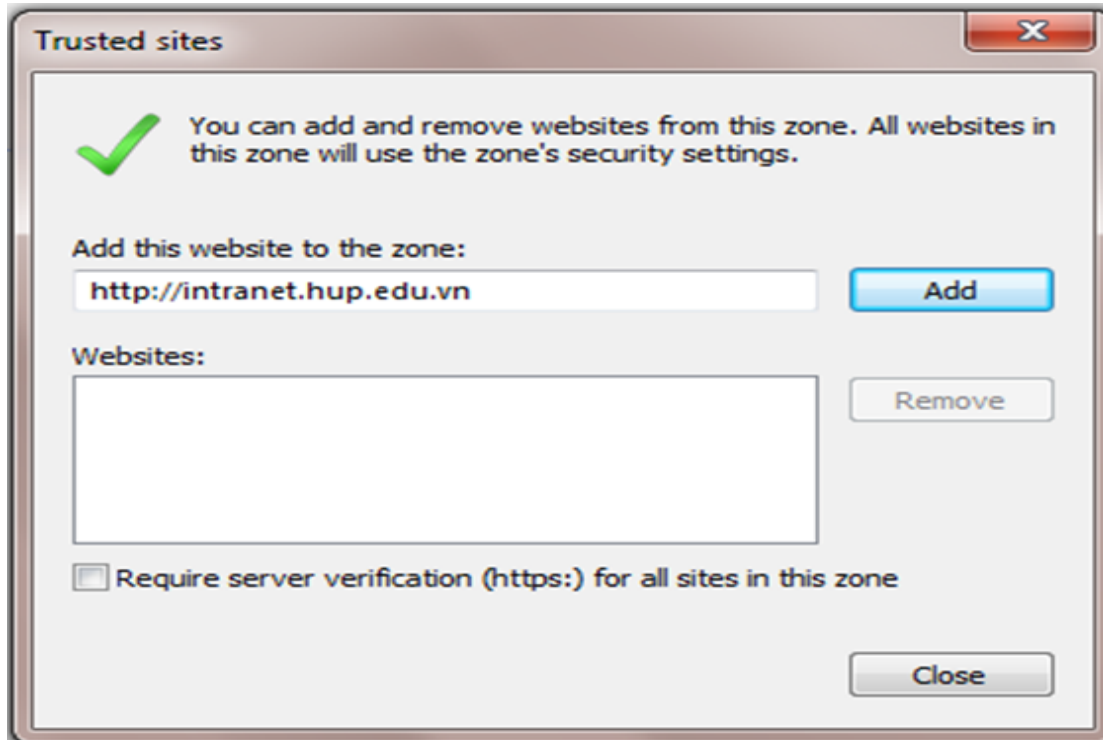 Trusted sites
You can add and remove websites from this zone. All websites in
this zone will use the zone's security settings.
Add this website to the zone:
http://intranet.hup.edu.vn
Add
Websites:
Remove
Require server verification (https:) for all sites in this zone
Close